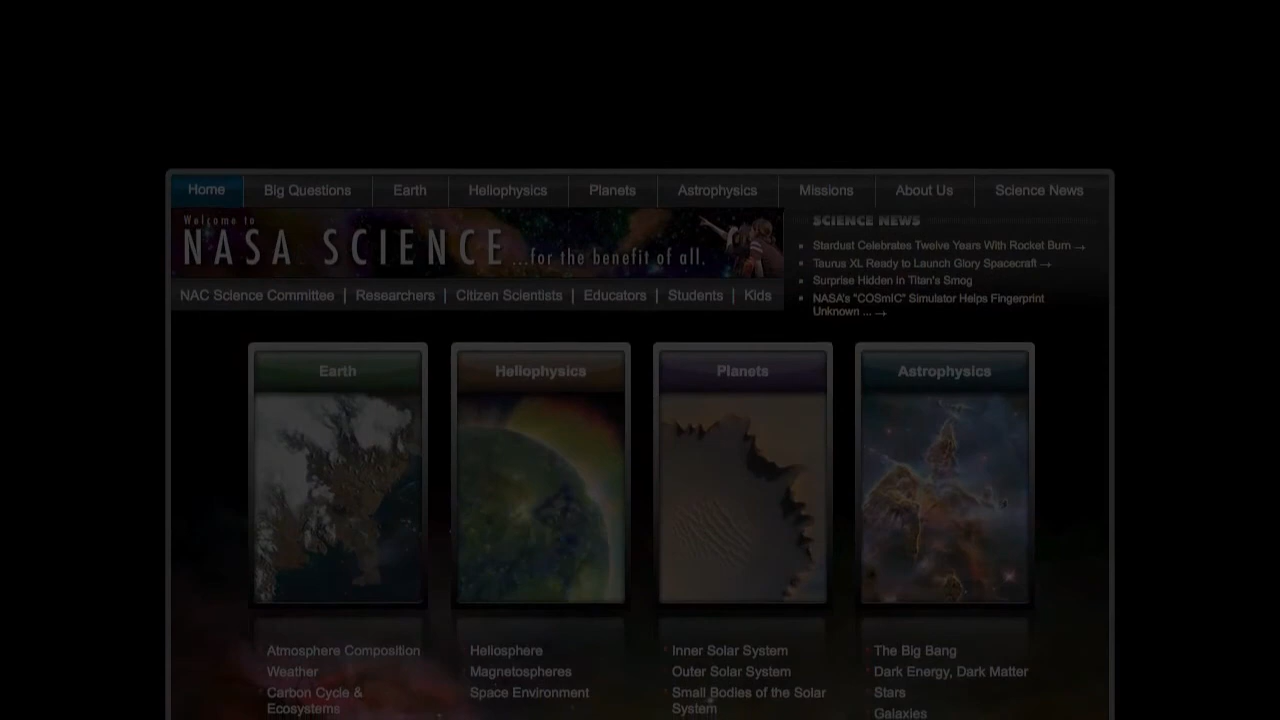 Home Big Questions Earth Heliophysics Planets Astrophysics Missions About Us Science News
Welcome to
NASA SCIENCE ...for the benefit of all.
NAC Science Committee | Researchers | Citizen Scientists | Educators | Students | Kids
SCIENCE NEWS
Stardust Celebrates Twelve Years With Rocket Burn →
Taurus XL Ready to Launch Glory Spacecraft →
Surprise Hidden in Titan's Smog
NASA's "COSmIC" Simulator Helps Fingerprint
Unknown ... →
Earth
Atmosphere Composition
Weather
Carbon Cycle &
Ecosystems
Heliophysics
Heliosphere
Magnetospheres
Space Environment
Planets
Inner Solar System
Outer Solar System
Small Bodies of the Solar
System
Astrophysics
The Big Bang
Dark Energy, Dark Matter
Stars
Galaxies